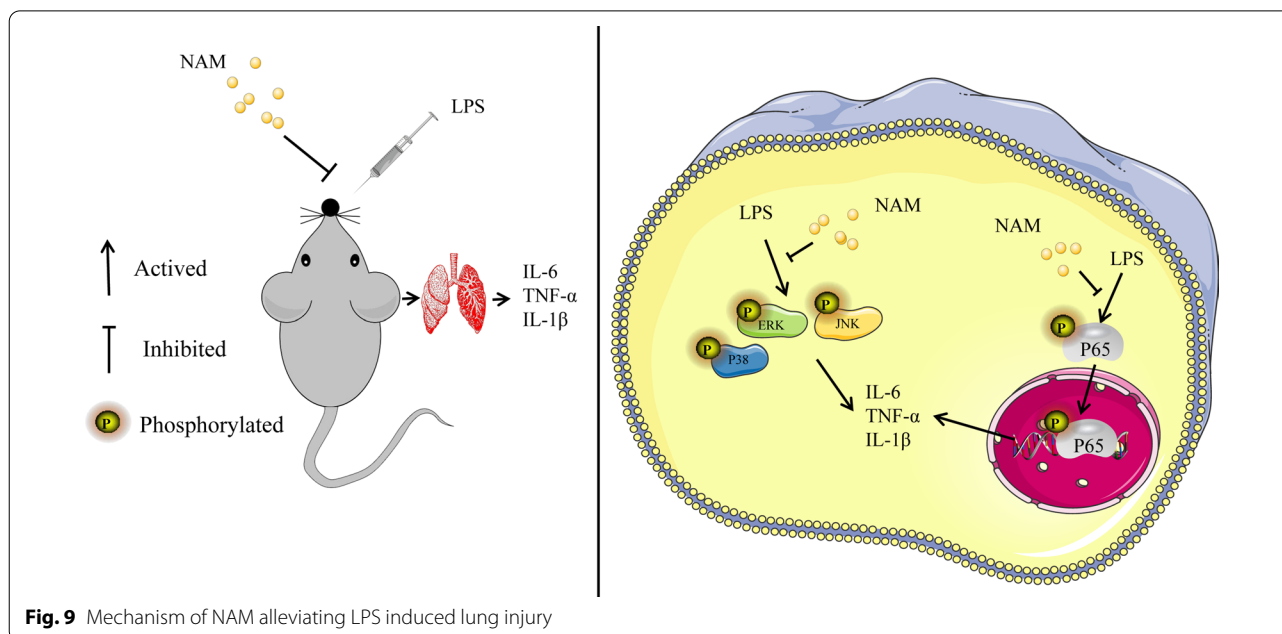 NAM
LPS
Actived
Inhibited
P Phosphorylated
IL-6
TNF-α
IL-1β
LPS
NAM
P
ERK
P
JNK
P
P38
IL-6
TNF-α
IL-1β
NAM
LPS
P
P65
P
P65
Fig. 9 Mechanism of NAM alleviating LPS induced lung injury